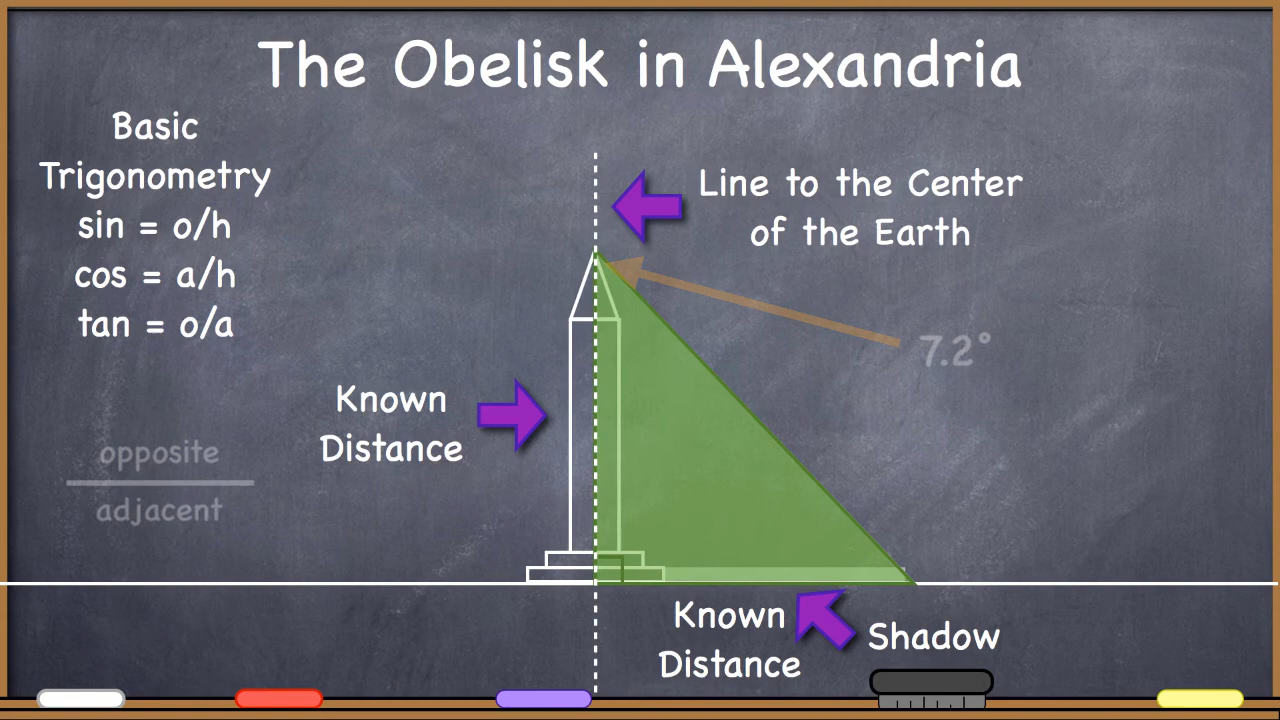 The Obelisk in Alexandria
Basic
Trigonometry
sin = o/h
cos = a/h
tan = o/a
Line to the Center
of the Earth
7.2°
Known
Distance
opposite
adjacent
Known
Distance
Shadow